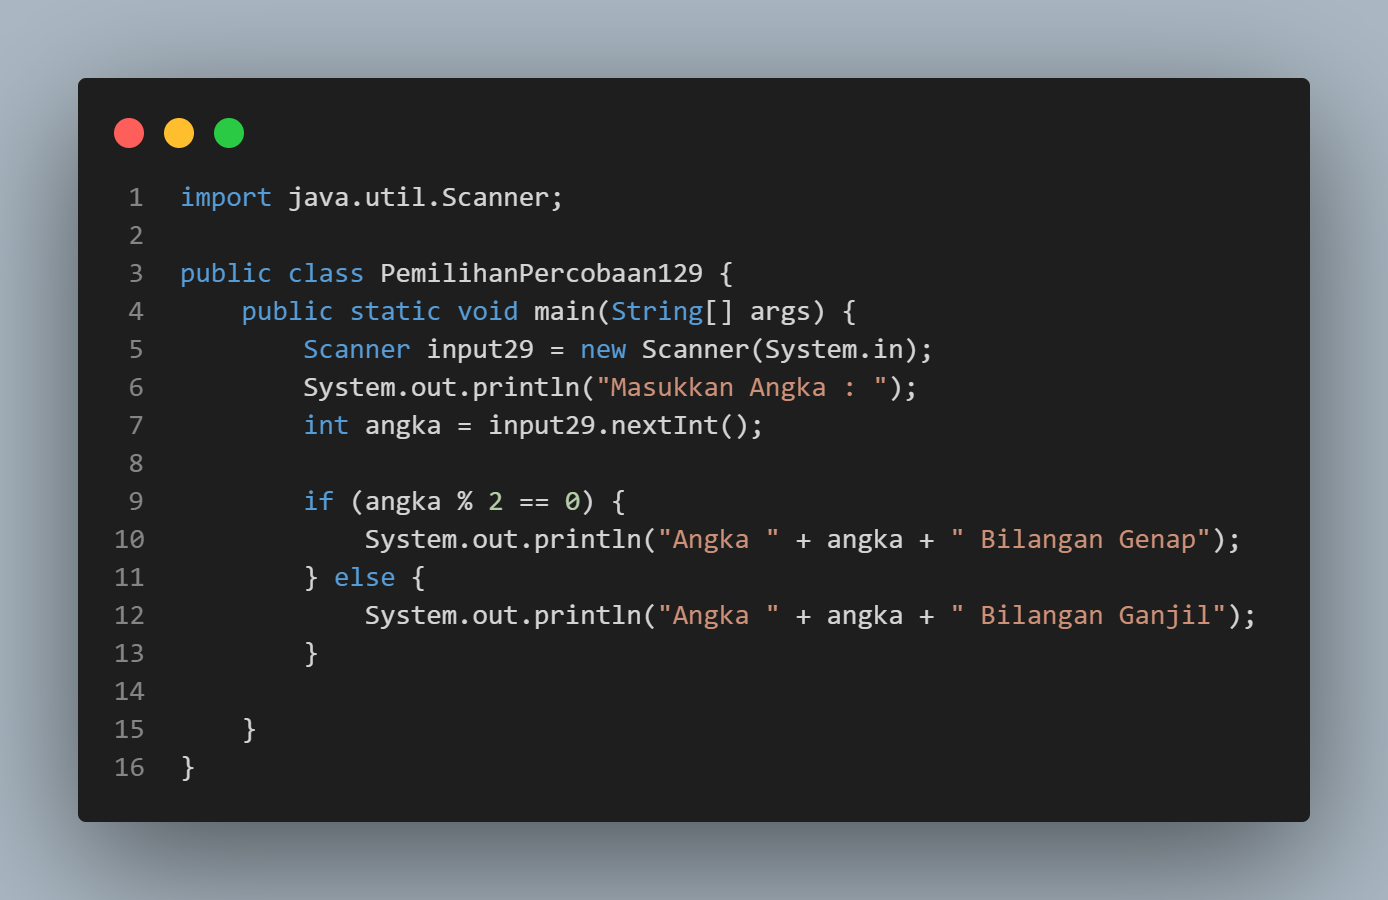 1 import java.util.Scanner;
2
3 public class PemilihanPercobaan129 {
4     public static void main(String[] args) {
5         Scanner input29 = new Scanner(System.in);
6         System.out.println("Masukkan Angka : ");
7         int angka = input29.nextInt();
8
9         if (angka % 2 == 0) {
10             System.out.println("Angka " + angka + " Bilangan Genap");
11         } else {
12             System.out.println("Angka " + angka + " Bilangan Ganjil");
13         }
14
15     }
16 }